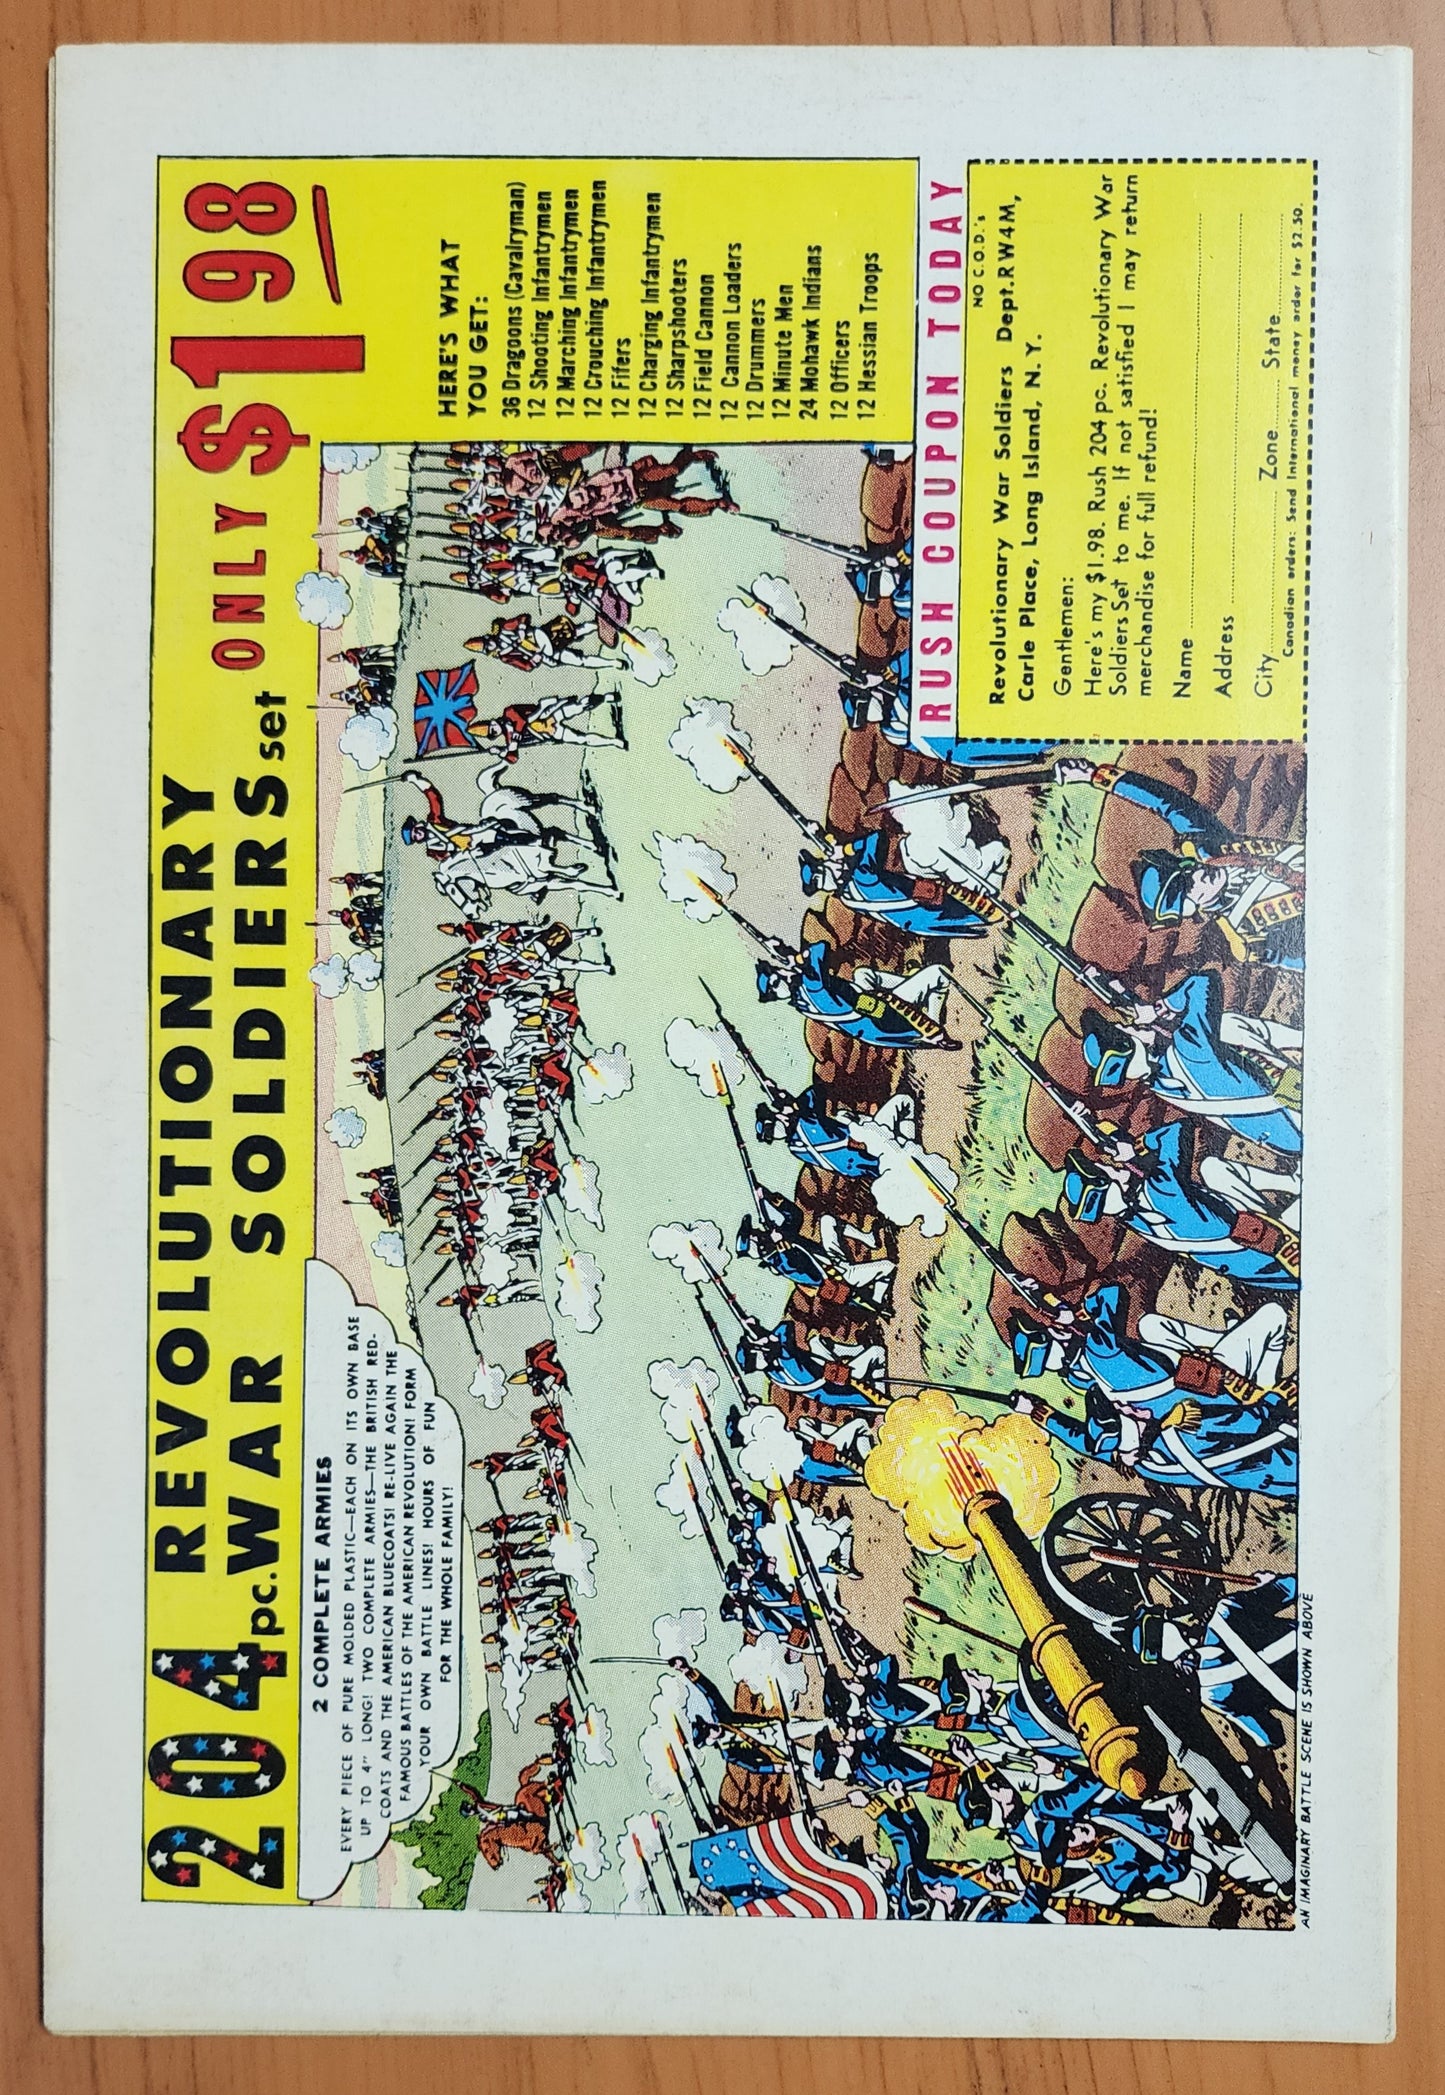 204 REVOLUTIONARY
pc. WAR SOLDIERS set
ONLY $1 98
2 COMPLETE ARMIES
EVERY PIECE OF PURE MOLDED PLASTIC—EACH ON ITS OWN BASE
UP TO 4" LONG! TWO COMPLETE ARMIES—THE BRITISH RED-
COATS AND THE AMERICAN BLUECOATS! RE-LIVE AGAIN THE
FAMOUS BATTLES OF THE AMERICAN REVOLUTION! FORM
YOUR OWN BATTLE LINES! HOURS OF FUN
FOR THE WHOLE FAMILY!
HERE'S WHAT
YOU GET:
36 Dragoons (Cavalryman)
12 Shooting Infantrymen
12 Marching Infantrymen
12 Crouching Infantrymen
12 Fifers
12 Charging Infantrymen
12 Sharpshooters
12 Field Cannon
12 Cannon Loaders
12 Drummers
12 Minute Men
24 Mohawk Indians
12 Officers
12 Hessian Troops
RUSH COUPON TODAY
NO C.O.D.'s
Revolutionary War Soldiers Dept.RW4M,
Carle Place, Long Island, N.Y.
Gentlemen:
Here's my $1.98. Rush 204 pc. Revolutionary War
Soldiers Set to me. If not satisfied I may return
merchandise for full refund!
Name
Address
City Zone State
Canadian orders: Send International money order for $2.50.
AN IMAGINARY BATTLE SCENE IS SHOWN ABOVE